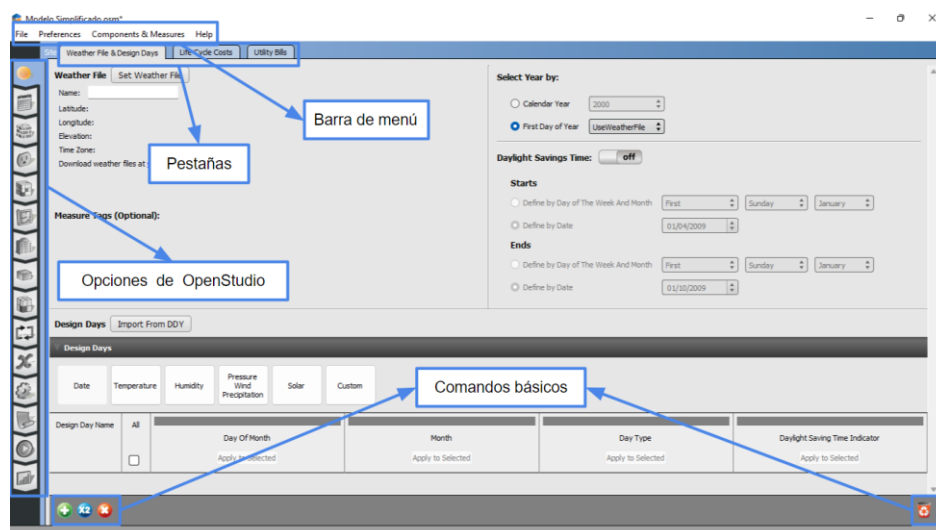 Modelo Simplificado.osm*
File Preferences Components & Measures Help
Site Weather File & Design Days Life Cycle Costs Utility Bills
Weather File Set Weather File
Name:
Latitude:
Longitude:
Elevation:
Time Zone:
Download weather files at
Measure Tags (Optional):
Select Year by:
Calendar Year 2000
First Day of Year UseWeatherFile
Daylight Savings Time: off
Starts
Define by Day of The Week And Month First Sunday January
Define by Date 01/04/2009
Ends
Define by Day of The Week And Month First Sunday January
Define by Date 01/10/2009
Barra de menú
Pestañas
Opciones de OpenStudio
Design Days Import From DDY
Design Days
Date Temperature Humidity Pressure Wind Precipitation Solar Custom
Comandos básicos
Design Day Name All
Day Of Month Month Day Type Daylight Saving Time Indicator
Apply to Selected Apply to Selected Apply to Selected Apply to Selected
X2